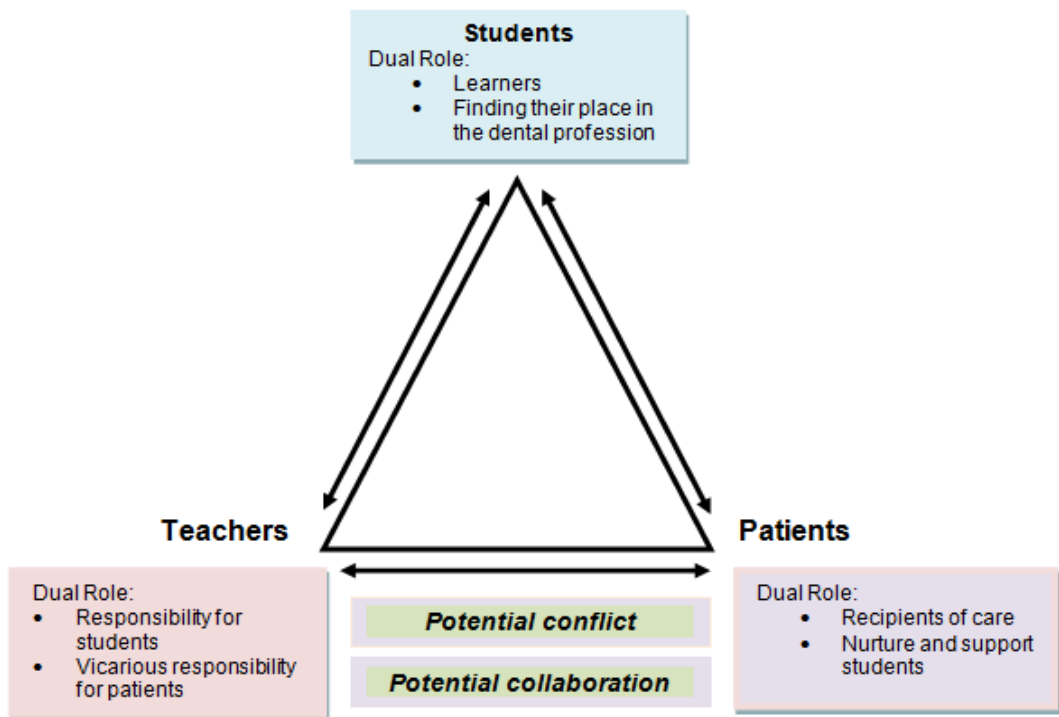 Students
Dual Role:
• Learners
• Finding their place in
the dental profession
Teachers
Patients
Dual Role:
• Responsibility for
students
• Vicarious responsibility
for patients
Potential conflict
Potential collaboration
Dual Role:
• Recipients of care
• Nurture and support
students